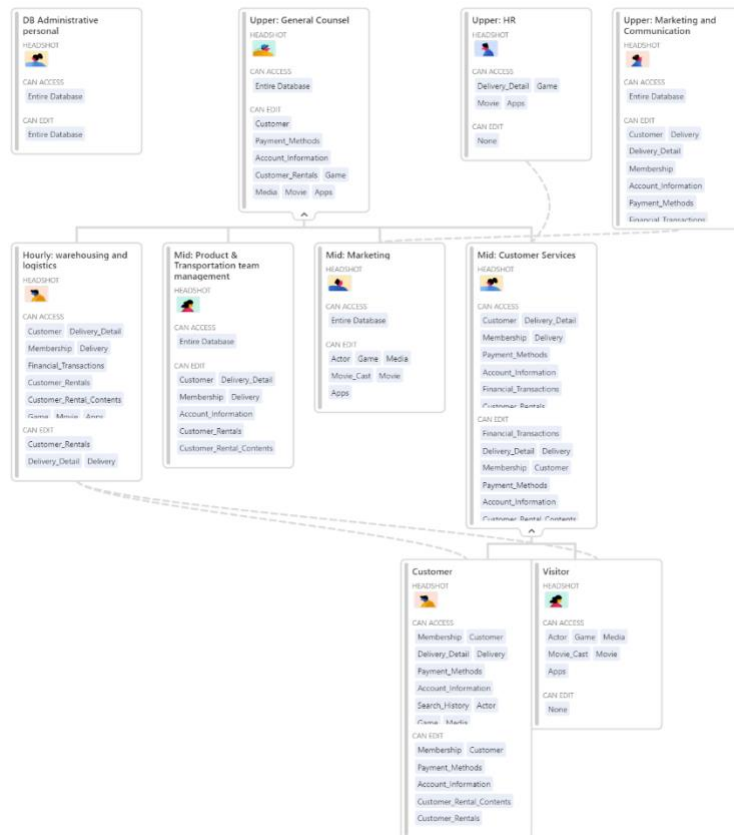 DB Administrative
personal
HEADSHOT
CAN ACCESS
Entire Database
CAN EDIT
Entire Database
Upper: General Counsel
HEADSHOT
CAN ACCESS
Entire Database
CAN EDIT
Customer
Payment_Methods
Account_Information
Customer_Rentals Game
Media Movie Apps
Upper: HR
HEADSHOT
CAN ACCESS
Delivery_Detail Game
Movie Apps
CAN EDIT
None
Upper: Marketing and
Communication
HEADSHOT
CAN ACCESS
Entire Database
CAN EDIT
Customer Delivery
Delivery_Detail
Membership
Account_Information
Payment_Methods
Financial_Transactions
Hourly: warehousing and
logistics
HEADSHOT
CAN ACCESS
Customer Delivery_Detail
Membership Delivery
Financial_Transactions
Customer_Rentals
Customer_Rental_Contents
Game Movie Apps
CAN EDIT
Customer_Rentals
Delivery_Detail Delivery
Mid: Product &
Transportation team
management
HEADSHOT
CAN ACCESS
Entire Database
CAN EDIT
Customer Delivery_Detail
Membership Delivery
Account_Information
Customer_Rentals
Customer_Rental_Contents
Mid: Marketing
HEADSHOT
CAN ACCESS
Entire Database
CAN EDIT
Actor Game Media
Movie_Cast Movie
Apps
Mid: Customer Services
HEADSHOT
CAN ACCESS
Customer Delivery_Detail
Membership Delivery
Payment_Methods
Account_Information
Financial_Transactions
Customer_Rentals
CAN EDIT
Financial_Transactions
Delivery_Detail Delivery
Membership Customer
Payment_Methods
Account_Information
Customer_Rental_Contents
Customer
HEADSHOT
CAN ACCESS
Membership Customer
Delivery_Detail Delivery
Payment_Methods
Account_Information
Search_History Actor
Game Media
CAN EDIT
Membership Customer
Payment_Methods
Account_Information
Customer_Rental_Contents
Customer_Rentals
Visitor
HEADSHOT
CAN ACCESS
Actor Game Media
Movie_Cast Movie
Apps
CAN EDIT
None